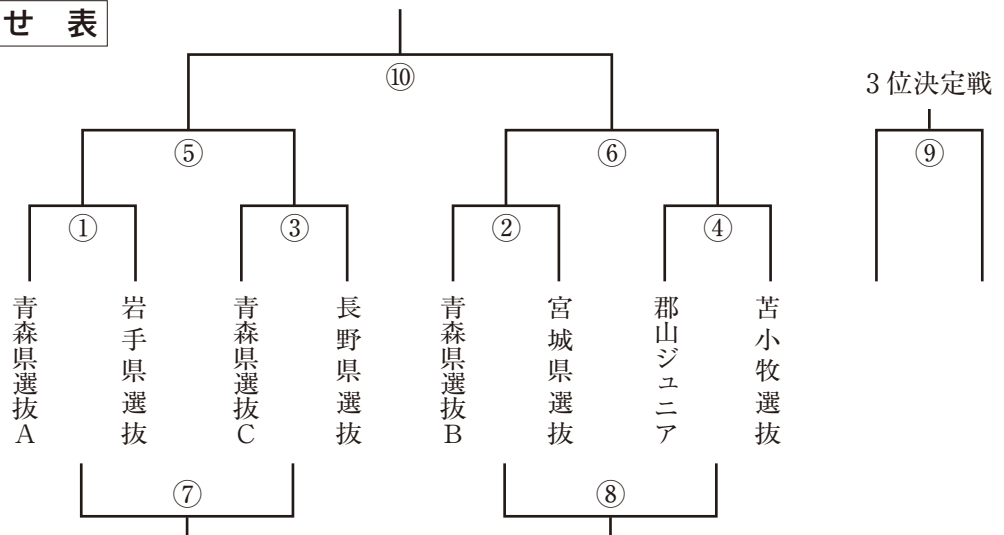 せ 表
⑩
3位決定戦
⑤
⑥
⑨
①
③
②
④
青森県選抜A
岩手県選抜
青森県選抜C
長野県選抜
青森県選抜B
宮城県選抜
郡山ジュニア
苫小牧選抜
⑦
⑧